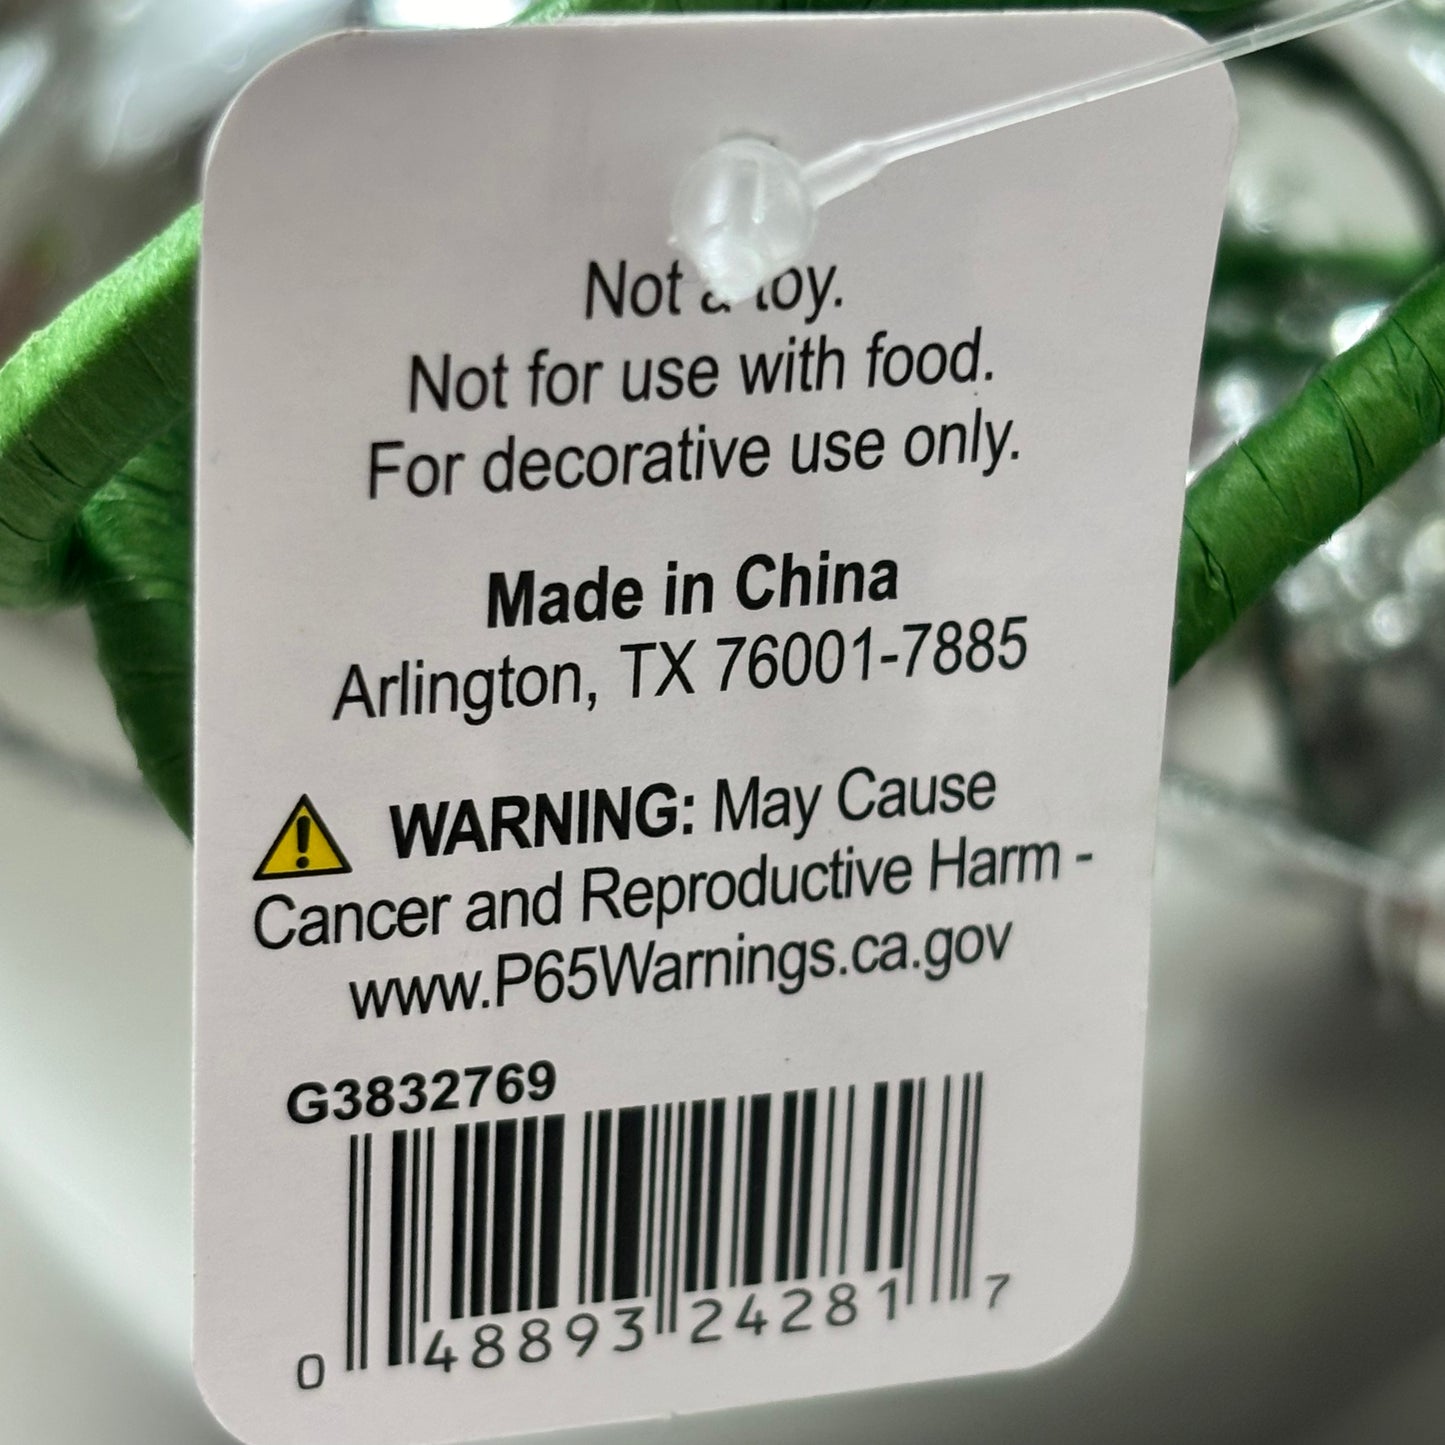 Not a toy.
Not for use with food.
For decorative use only.
Made in China
Arlington, TX 76001-7885
WARNING: May Cause
Cancer and Reproductive Harm -
www.P65Warnings.ca.gov
G3832769
0 48893 24281 7